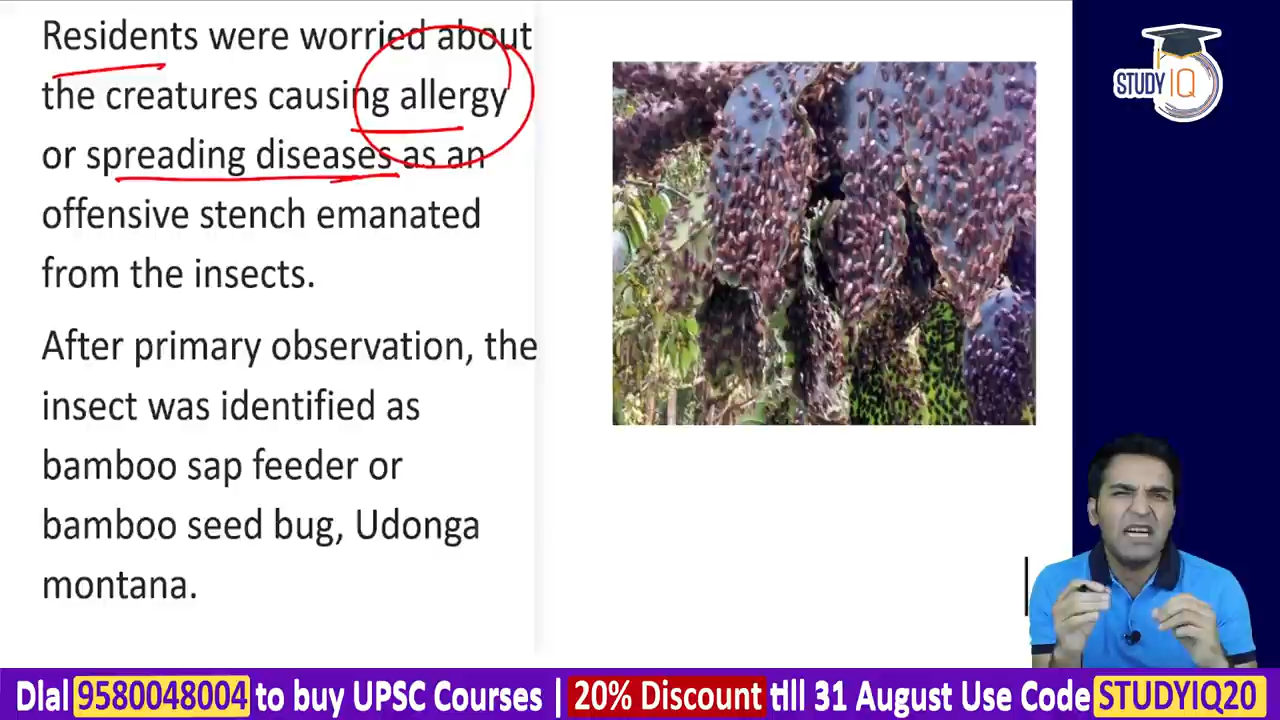 Residents were worried about
the creatures causing allergy
or spreading diseases as an
offensive stench emanated
from the insects.
After primary observation, the
insect was identified as
bamboo sap feeder or
bamboo seed bug, Udonga
montana.
STUDY IQ
Dlal 9580048004 to buy UPSC Courses | 20% Discount tlll 31 August Use Code STUDYIQ20